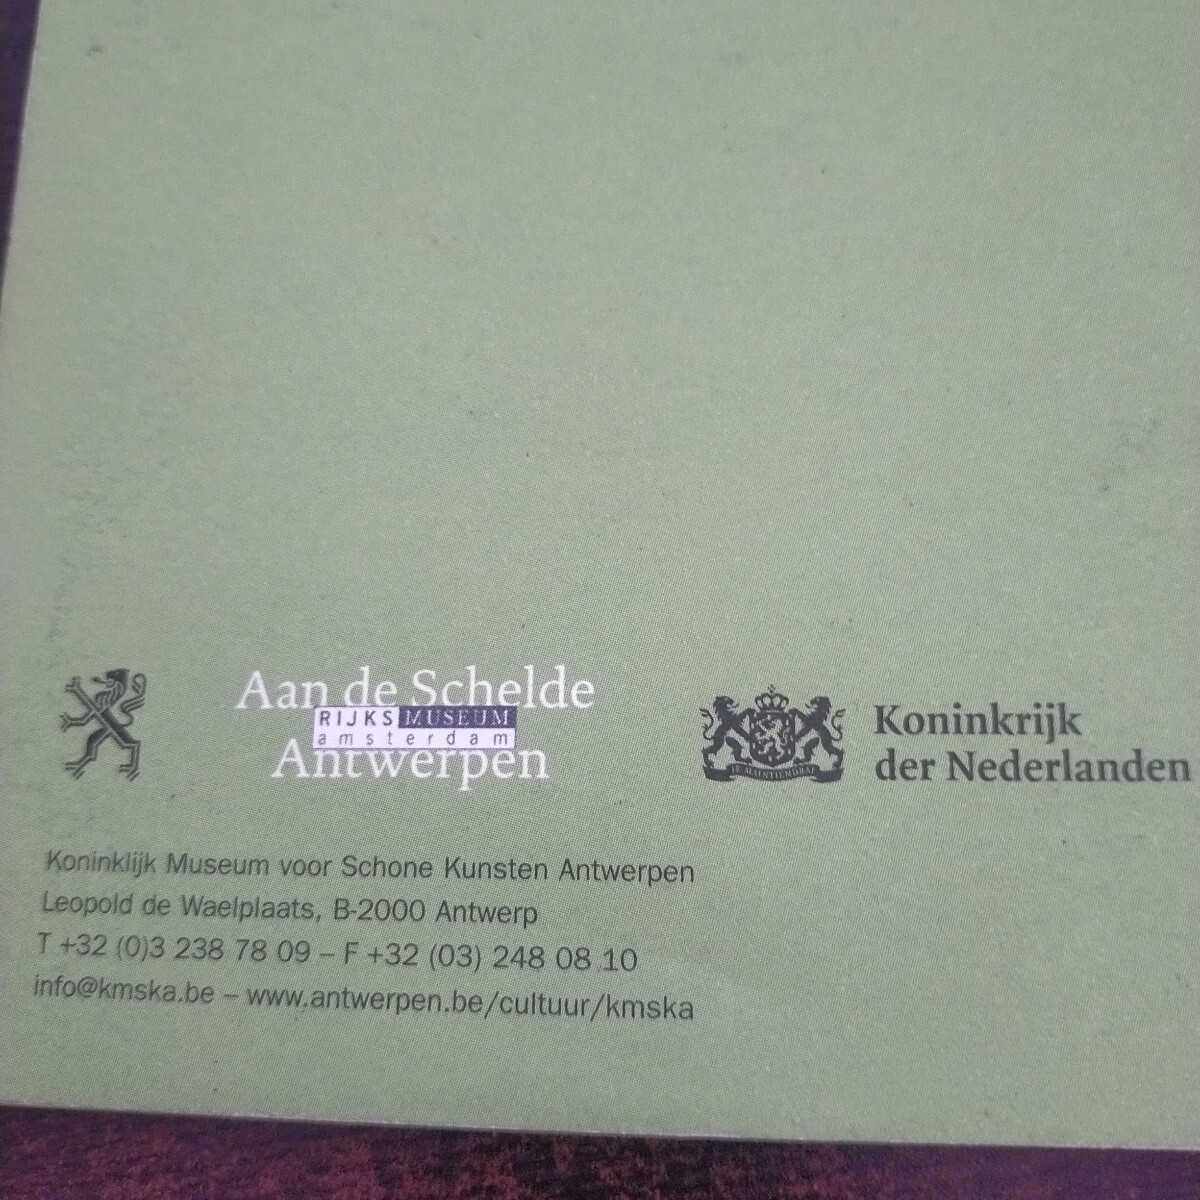 Aan de Schelde
RIJKS MUSEUM
amsterdam
Antwerpen
JE MAINTIENDRAI
Koninkrijk
der Nederlanden
Koninklijk Museum voor Schone Kunsten Antwerpen
Leopold de Waelplaats, B-2000 Antwerp
T +32 (0)3 238 78 09 – F +32 (03) 248 08 10
info@kmska.be – www.antwerpen.be/cultuur/kmska